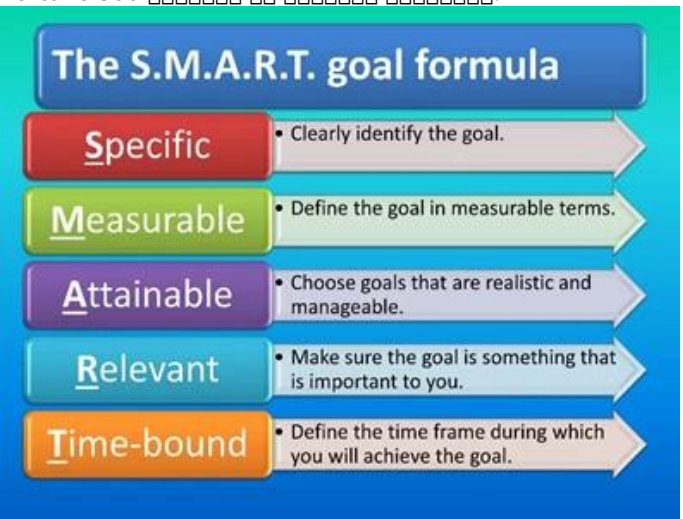 The S.M.A.R.T. goal formula
Specific
• Clearly identify the goal.
Measurable
• Define the goal in measurable terms.
Attainable
• Choose goals that are realistic and
manageable.
Relevant
• Make sure the goal is something that
is important to you.
Time-bound
• Define the time frame during which
you will achieve the goal.